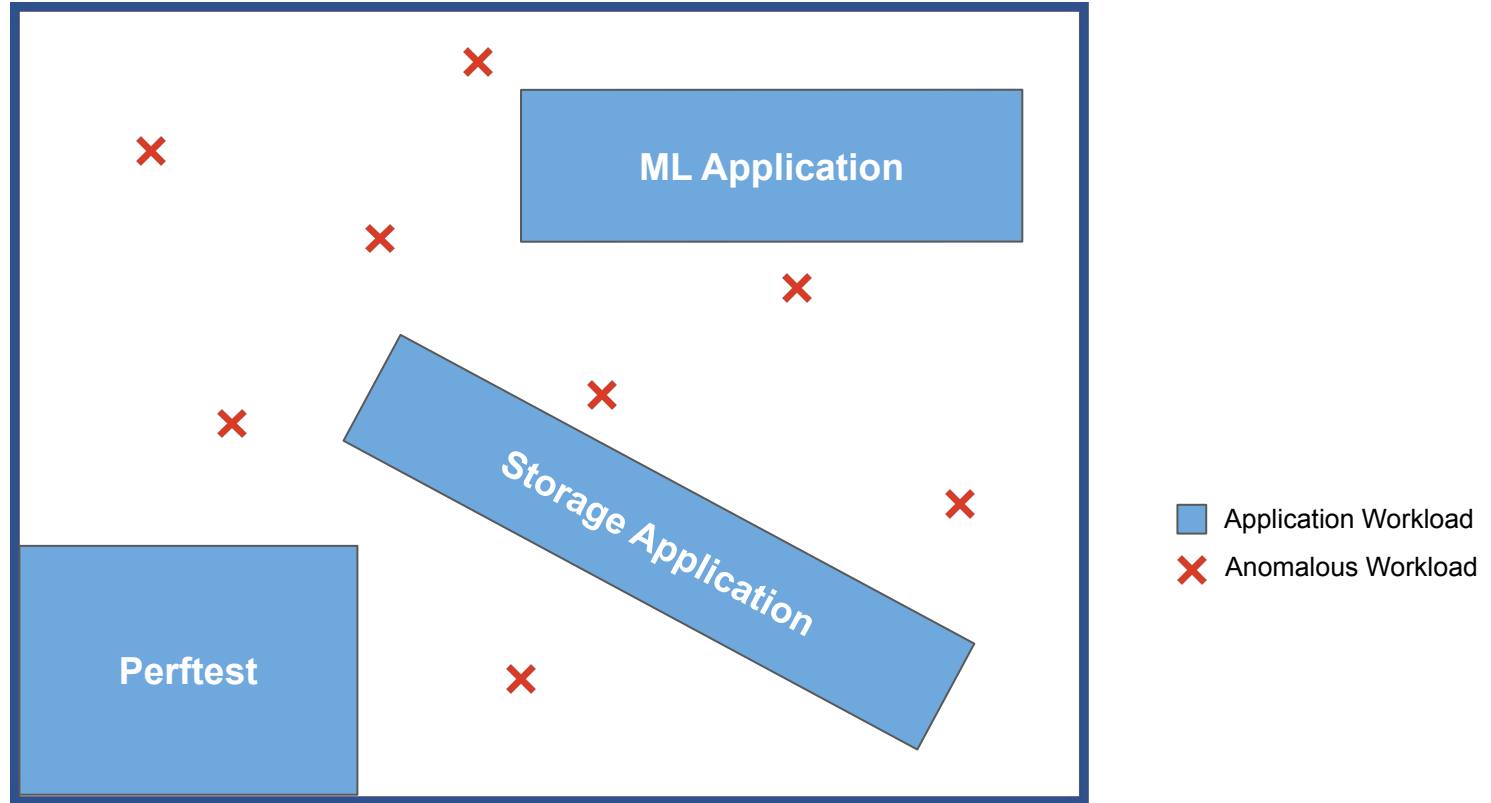 ML Application
Storage Application
Perftest
Application Workload
Anomalous Workload